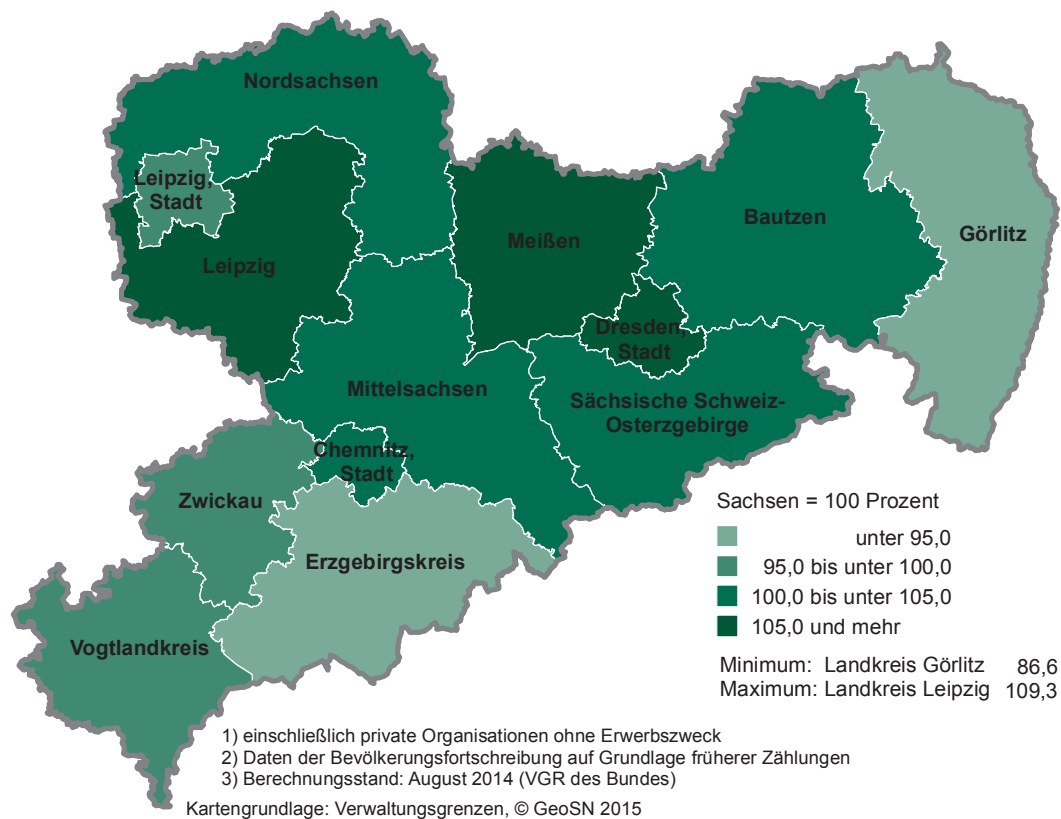 Nordsachsen
Leipzig,
Stadt
Leipzig
Meißen
Bautzen
Görlitz
Dresden,
Stadt
Mittelsachsen
Sächsische Schweiz-
Osterzgebirge
Chemnitz,
Stadt
Zwickau
Erzgebirgskreis
Vogtlandkreis
Sachsen = 100 Prozent
unter 95,0
95,0 bis unter 100,0
100,0 bis unter 105,0
105,0 und mehr
Minimum: Landkreis Görlitz 86,6
Maximum: Landkreis Leipzig 109,3
1) einschließlich private Organisationen ohne Erwerbszweck
2) Daten der Bevölkerungsfortschreibung auf Grundlage früherer Zählungen
3) Berechnungsstand: August 2014 (VGR des Bundes)
Kartengrundlage: Verwaltungsgrenzen, © GeoSN 2015